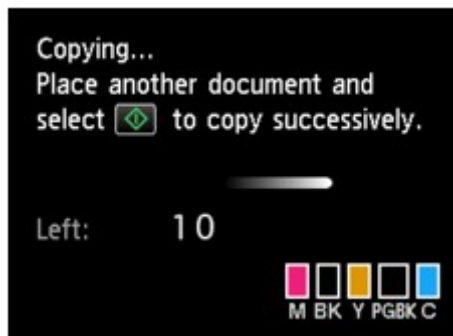 Copying...
Place another document and
select to copy successively.
Left: 10
M BK Y PGBK C